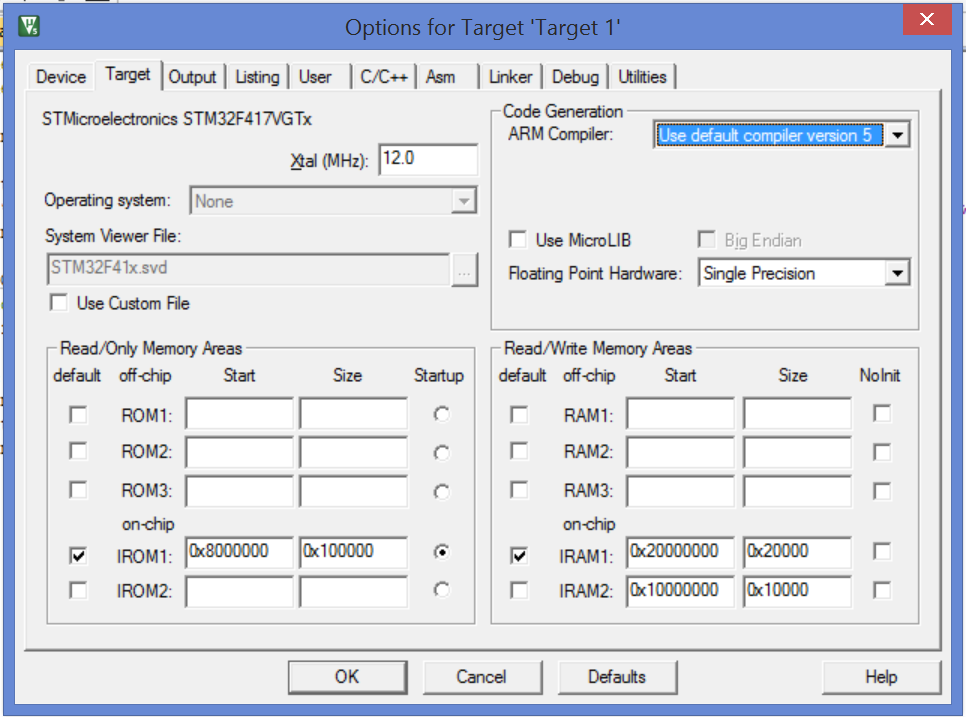 Options for Target 'Target 1'
Device Target Output Listing User C/C++ Asm Linker Debug Utilities
STMicroelectronics STM32F417VGTx
Xtal (MHz): 12.0
Operating system: None
System Viewer File:
STM32F41x.svd ...
Use Custom File
Code Generation
ARM Compiler: Use default compiler version 5
Use MicroLIB Big Endian
Floating Point Hardware: Single Precision
Read/Only Memory Areas
default off-chip Start Size Startup
ROM1:
ROM2:
ROM3:
on-chip
IROM1: 0x8000000 0x100000
IROM2:
Read/Write Memory Areas
default off-chip Start Size NoInit
RAM1:
RAM2:
RAM3:
on-chip
IRAM1: 0x20000000 0x20000
IRAM2: 0x10000000 0x10000
OK Cancel Defaults Help